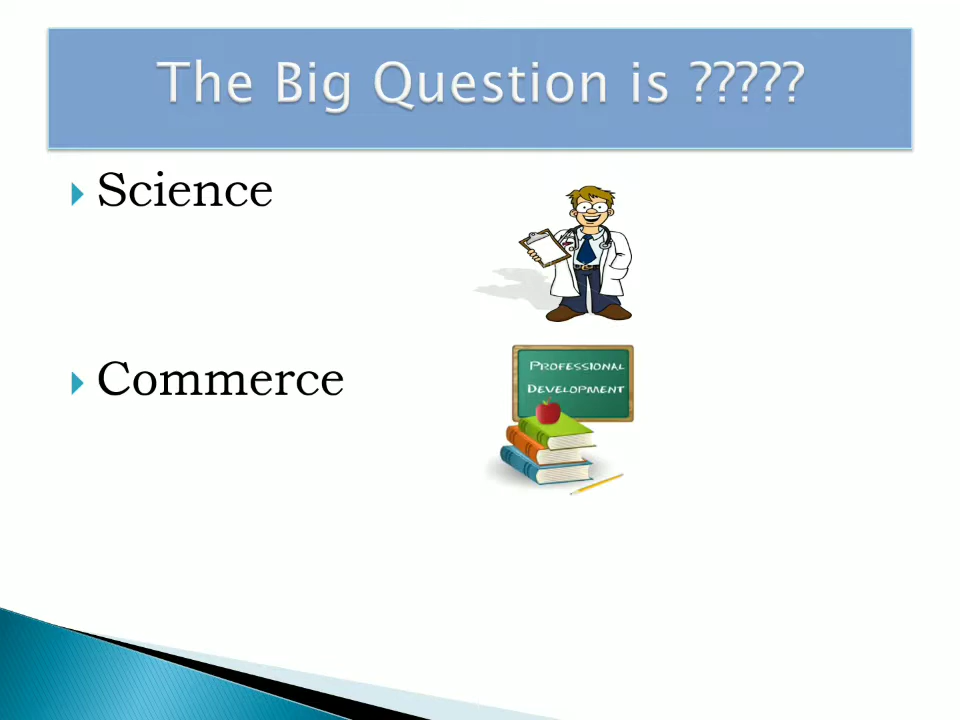 The Big Question is ?????
Science
Commerce
Professional
Development